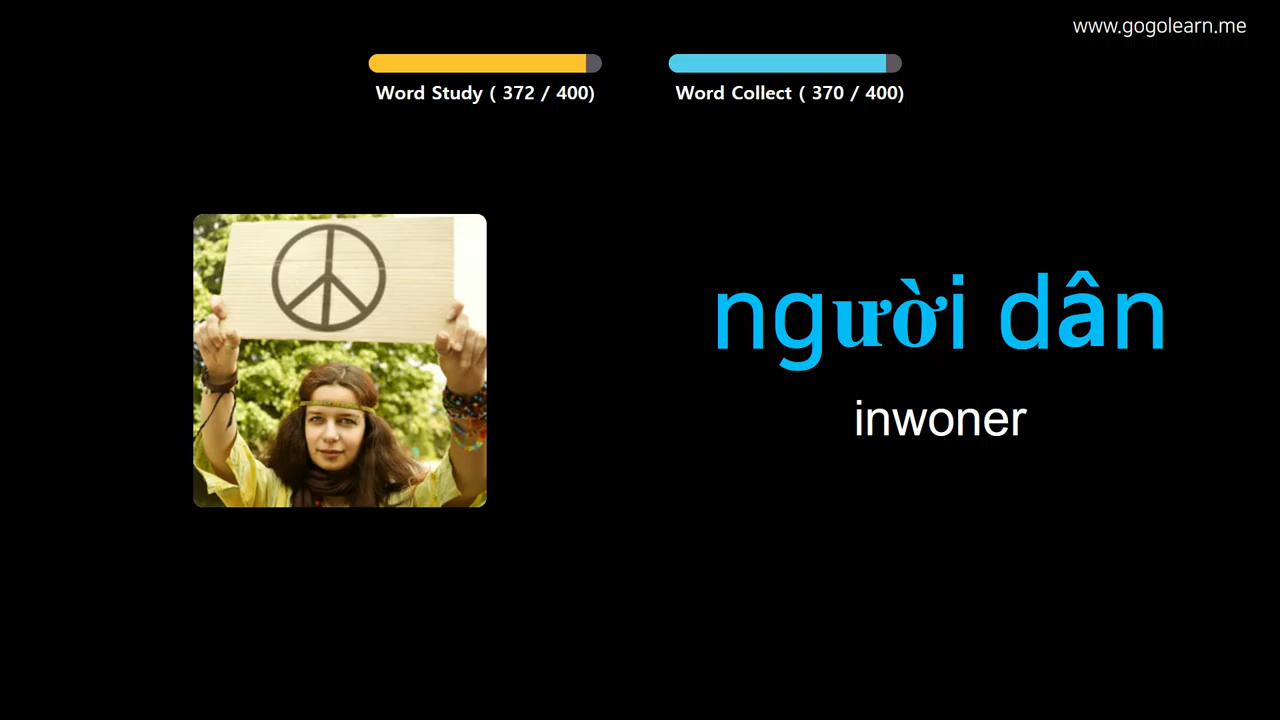 www.gogolearn.me
Word Study ( 372 / 400)
Word Collect ( 370 / 400)
người dân
inwoner